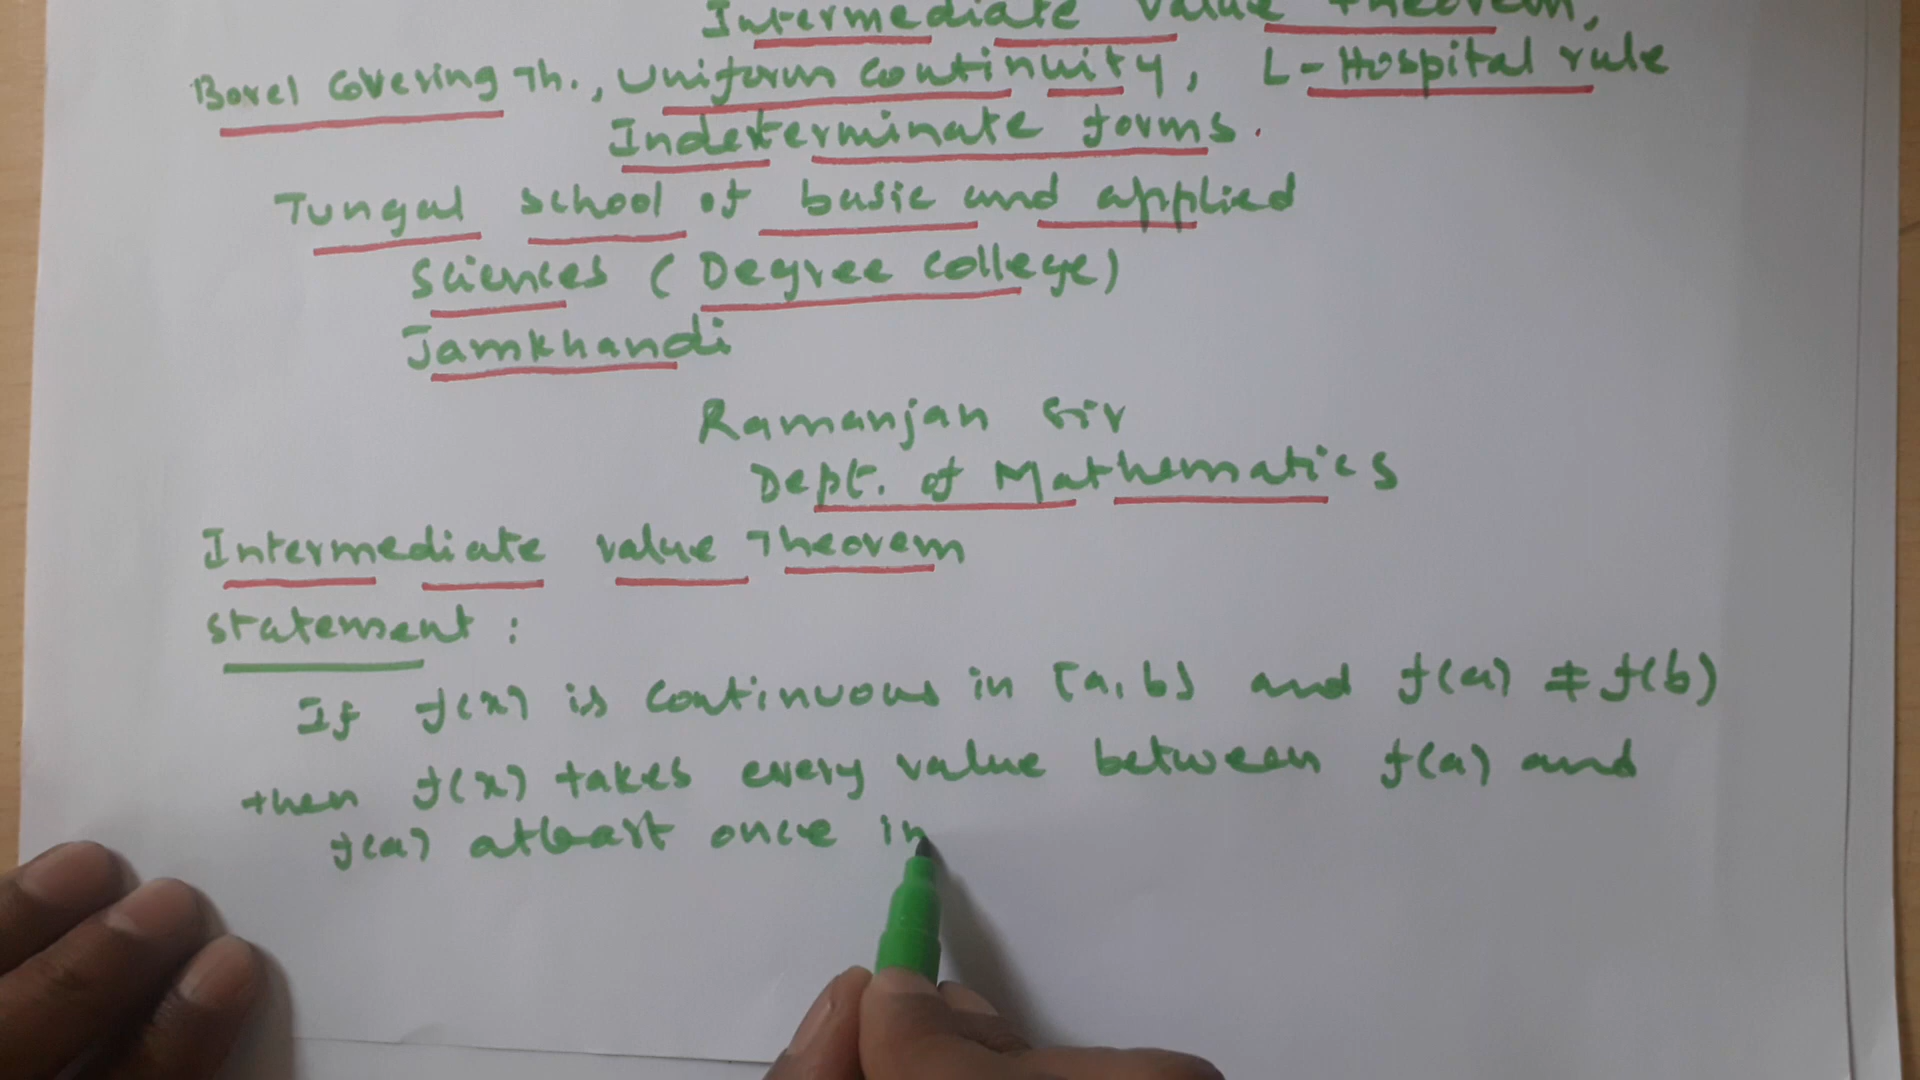 Intermediate value theorem,
Borel covering Th., Uniform continuity, L-Hospital rule
Indeterminate forms.
Tungal school of basic and applied
Sciences (Degree college)
Jamkhandi
Ramanjan sir
Dept. of Mathematics
Intermediate value Theorem
statement :
If f(x) is continuous in [a, b] and f(a) ≠ f(b)
then f(x) takes every value between f(a) and
f(a) atleast once in